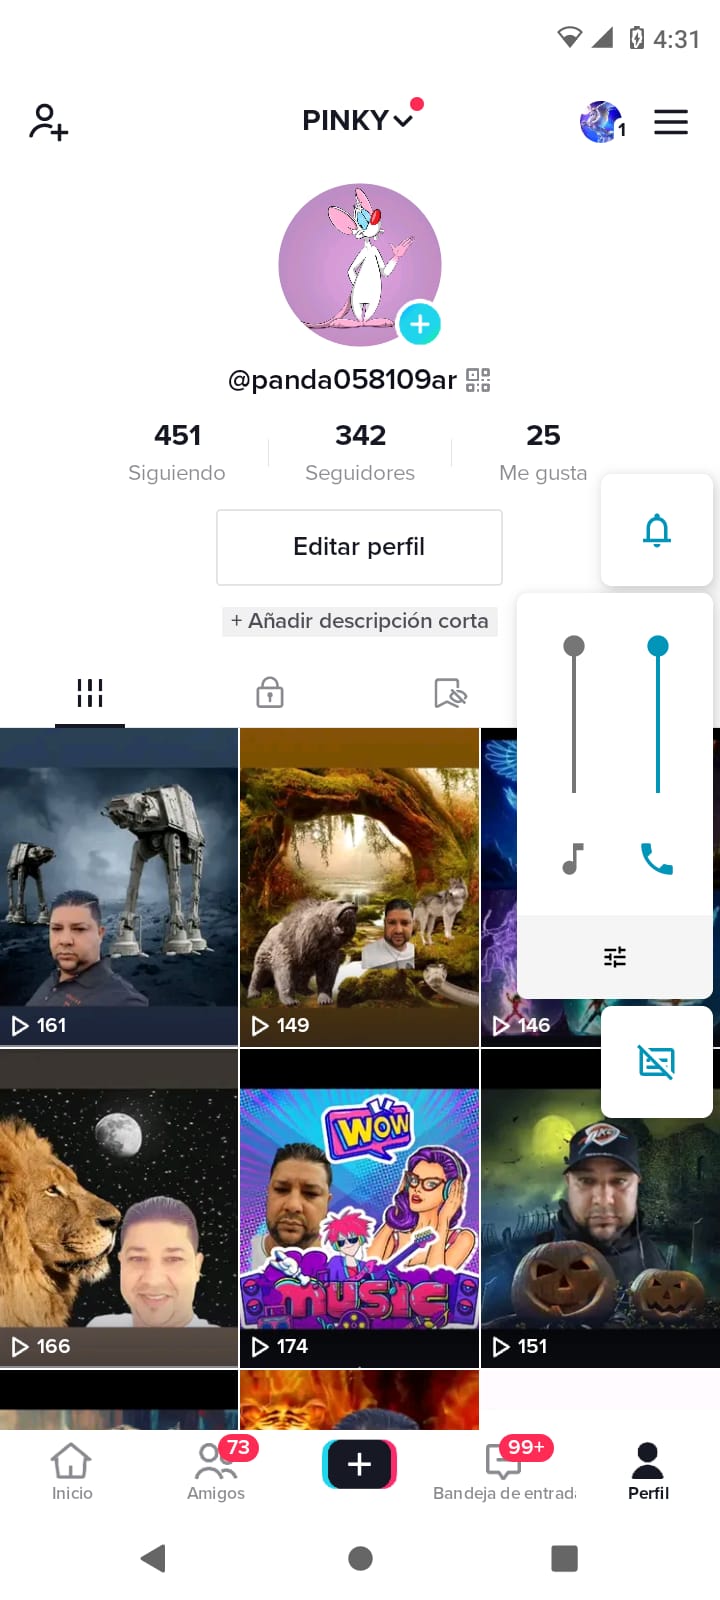 4:31
PINKY
1
@panda058109ar
451 342 25
Siguiendo Seguidores Me gusta
Editar perfil
+ Añadir descripción corta
161 149 146
WOW
MUSIC
166 174 151
73 99+
Inicio Amigos Bandeja de entrada Perfil